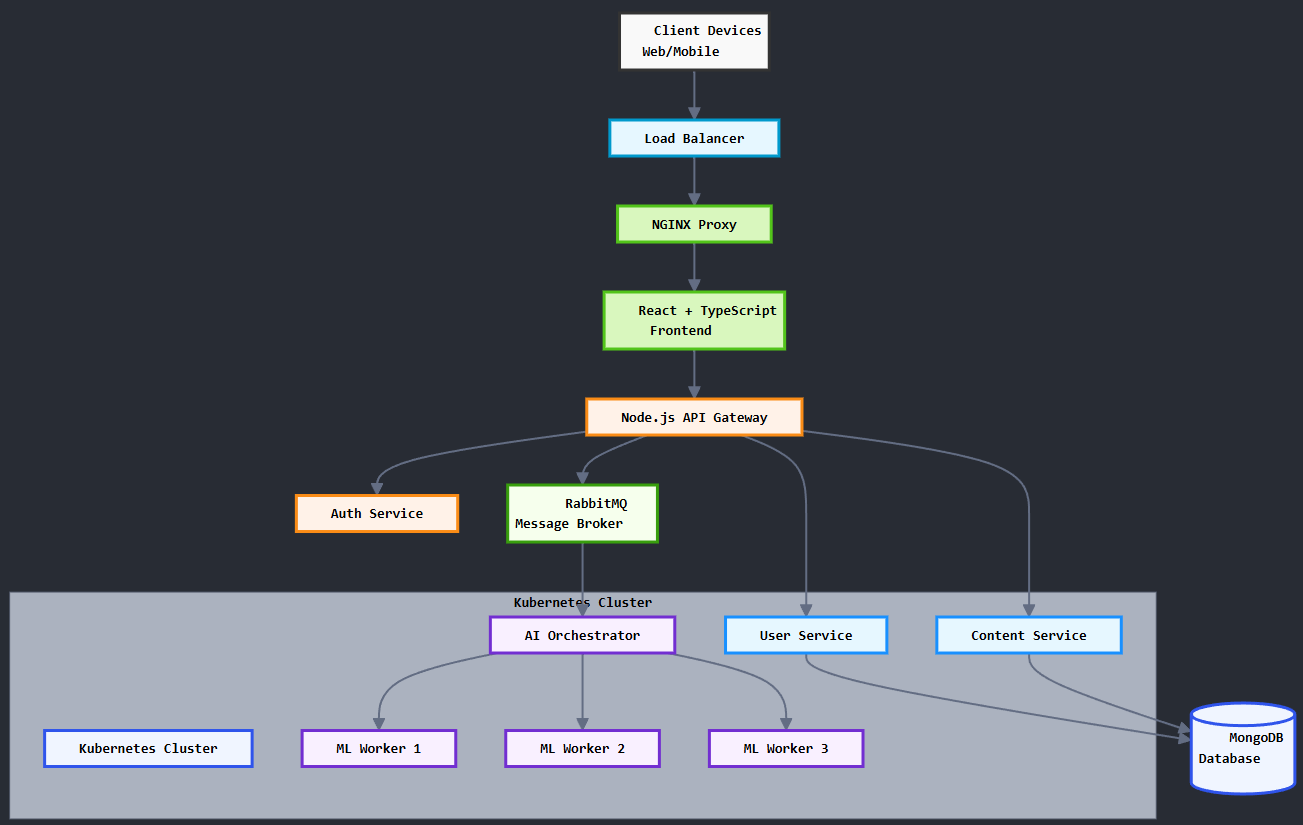 Client Devices
Web/Mobile
Load Balancer
NGINX Proxy
React + TypeScript
Frontend
Node.js API Gateway
Auth Service
RabbitMQ
Message Broker
Kubernetes Cluster
AI Orchestrator
User Service
Content Service
Kubernetes Cluster
ML Worker 1
ML Worker 2
ML Worker 3
MongoDB
Database